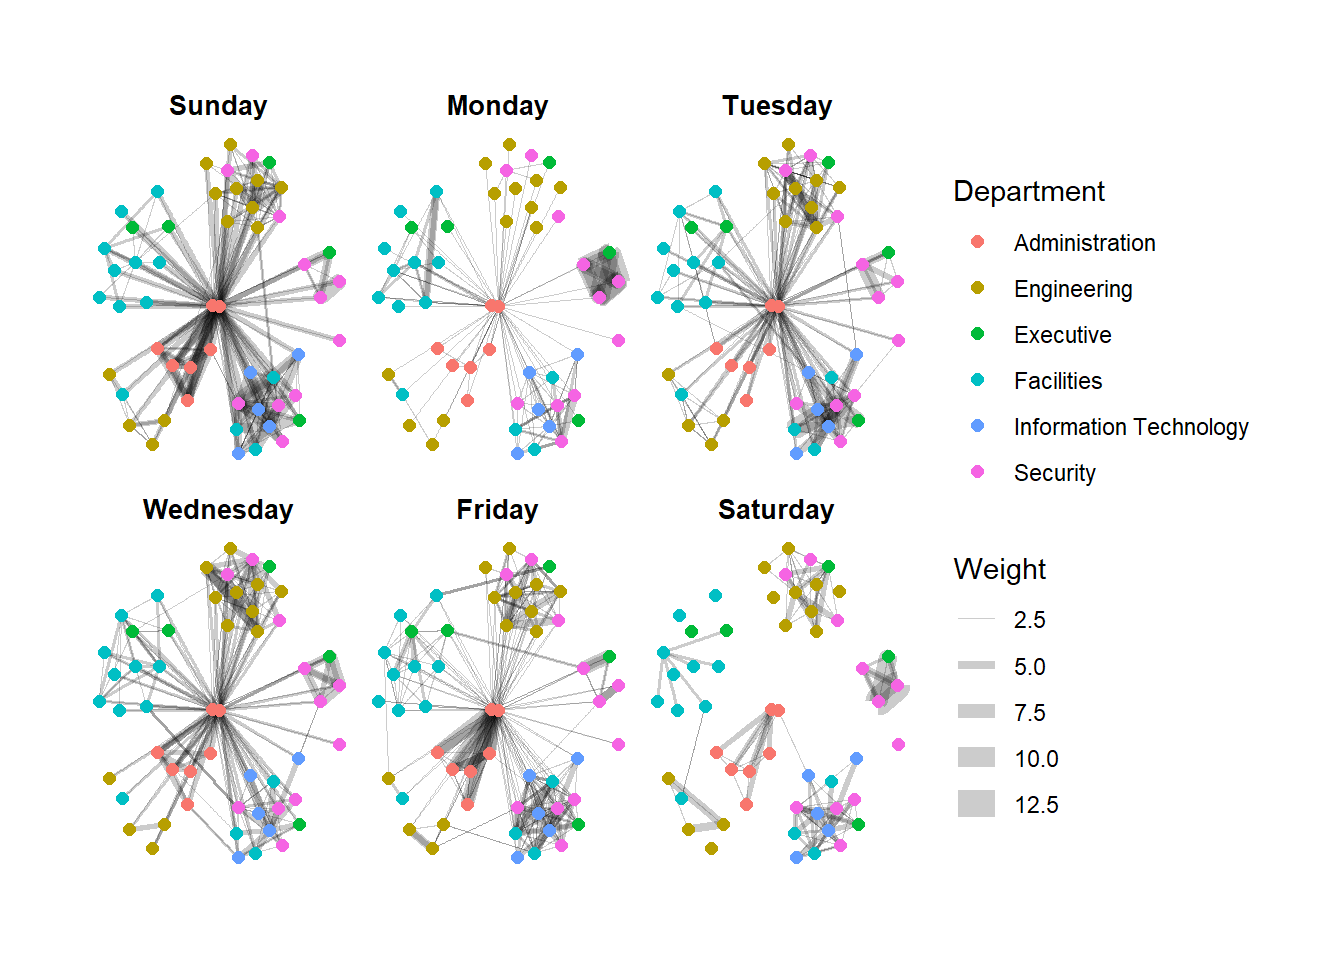 Sunday
Monday
Tuesday
Wednesday
Friday
Saturday
Department
Administration
Engineering
Executive
Facilities
Information Technology
Security
Weight
2.5
5.0
7.5
10.0
12.5